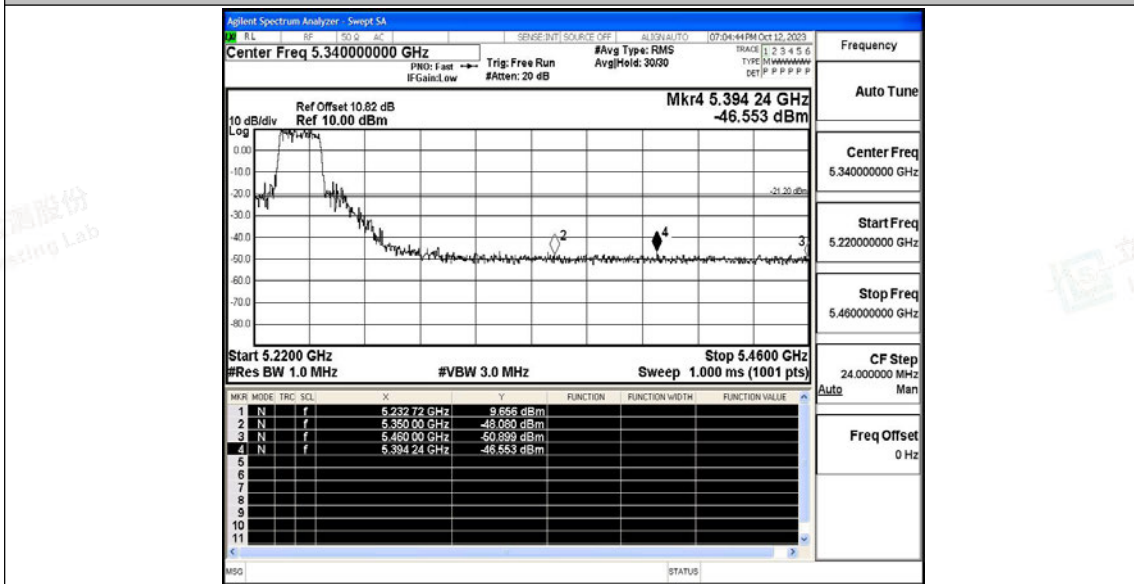 Agilent Spectrum Analyzer - Swept SA
RL RF 50 Ω AC SENSE:INT SOURCE OFF ALIGN AUTO 07:04:44 PM Oct 12, 2023
Center Freq 5.340000000 GHz
PNO: Fast
IFGain:Low
Trig: Free Run
#Atten: 20 dB
#Avg Type: RMS
Avg|Hold: 30/30
TRACE 1 2 3 4 5 6
TYPE M
DET P P P P P P
Frequency
Ref Offset 10.82 dB
10 dB/div Ref 10.00 dBm
Mkr4 5.394 24 GHz
-46.553 dBm
Log
0.00
-10.0
-20.0
-30.0
-40.0
-50.0
-60.0
-70.0
-80.0
-21.20 dBm
2
4
3
Start 5.2200 GHz Stop 5.4600 GHz
#Res BW 1.0 MHz #VBW 3.0 MHz Sweep 1.000 ms (1001 pts)
MKR MODE TRC SCL X Y FUNCTION FUNCTION WIDTH FUNCTION VALUE
1 N f 5.232 72 GHz 9.656 dBm
2 N f 5.350 00 GHz -48.080 dBm
3 N f 5.460 00 GHz -50.899 dBm
4 N f 5.394 24 GHz -46.553 dBm
5
6
7
8
9
10
11
MSG STATUS
Auto Tune
Center Freq
5.340000000 GHz
Start Freq
5.220000000 GHz
Stop Freq
5.460000000 GHz
CF Step
24.000000 MHz
Auto Man
Freq Offset
0 Hz
股份
sting Lab
立